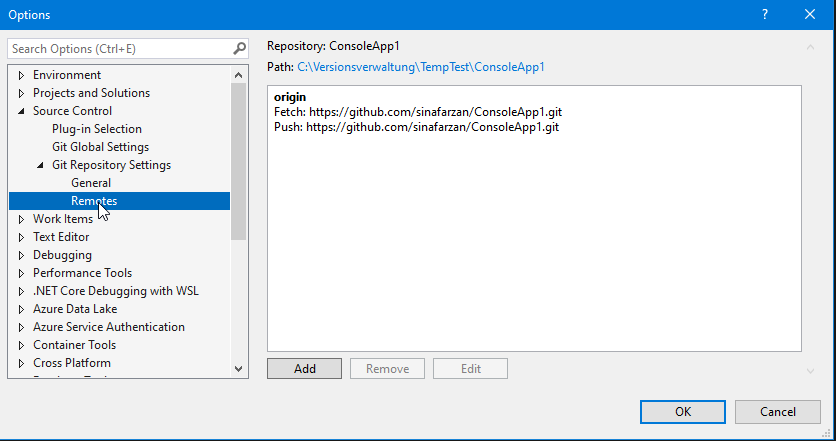 Options
?
Search Options (Ctrl+E)
Environment
Projects and Solutions
Source Control
Plug-in Selection
Git Global Settings
Git Repository Settings
General
Remotes
Work Items
Text Editor
Debugging
Performance Tools
.NET Core Debugging with WSL
Azure Data Lake
Azure Service Authentication
Container Tools
Cross Platform
Repository: ConsoleApp1
Path: C:\Versionsverwaltung\TempTest\ConsoleApp1
origin
Fetch: https://github.com/sinafarzan/ConsoleApp1.git
Push: https://github.com/sinafarzan/ConsoleApp1.git
Add
Remove
Edit
OK
Cancel